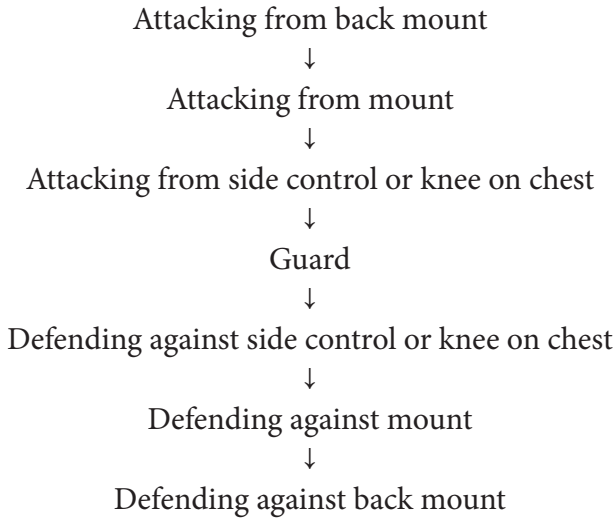 Attacking from back mount
↓
Attacking from mount
↓
Attacking from side control or knee on chest
↓
Guard
↓
Defending against side control or knee on chest
↓
Defending against mount
↓
Defending against back mount